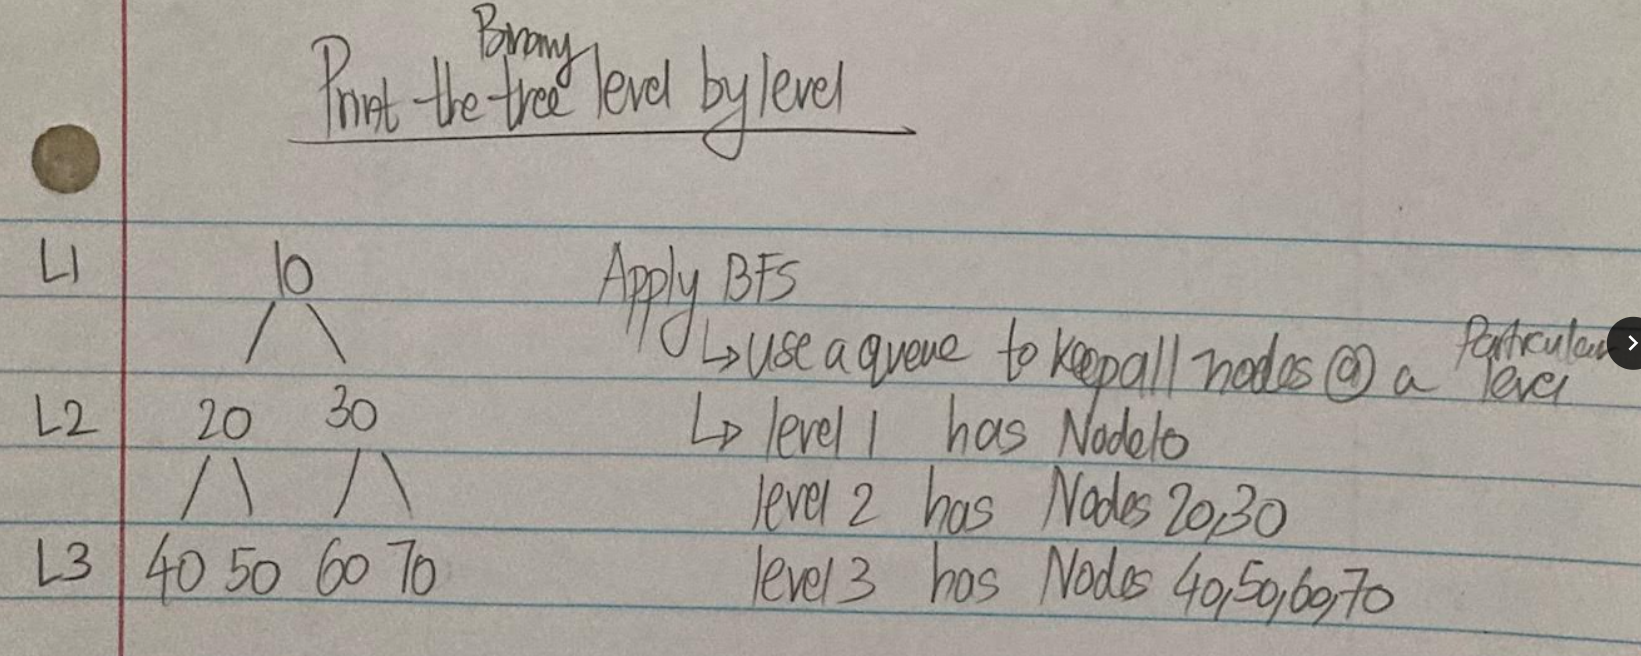 Print the Binary tree level by level
L1 10 Apply BFS
↳ use a queue to keep all nodes @ a Particular level
L2 20 30 ↳ level 1 has Node 10
level 2 has Nodes 20,30
L3 40 50 60 70 level 3 has Nodes 40,50,60,70